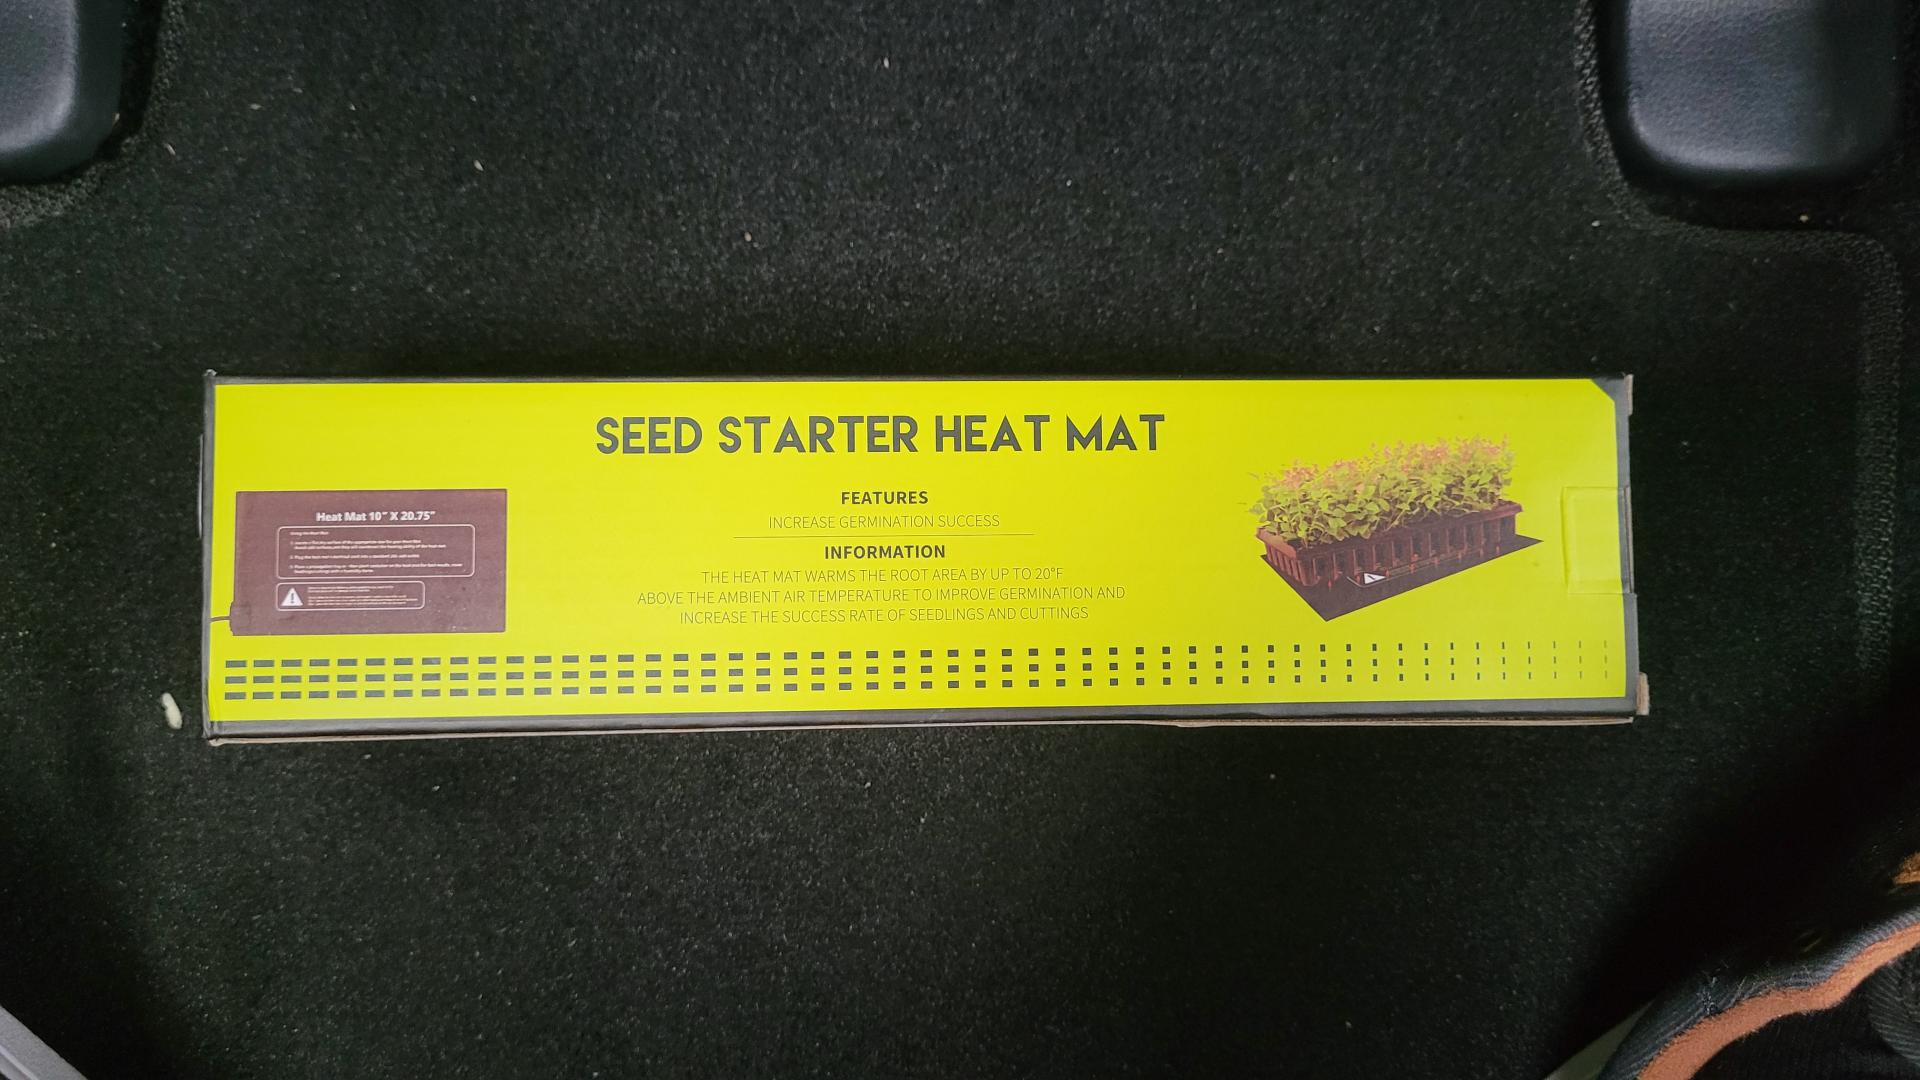 SEED STARTER HEAT MAT
FEATURES
INCREASE GERMINATION SUCCESS
INFORMATION
THE HEAT MAT WARMS THE ROOT AREA BY UP TO 20°F
ABOVE THE AMBIENT AIR TEMPERATURE TO IMPROVE GERMINATION AND
INCREASE THE SUCCESS RATE OF SEEDLINGS AND CUTTINGS
Heat Mat 10" X 20.75"